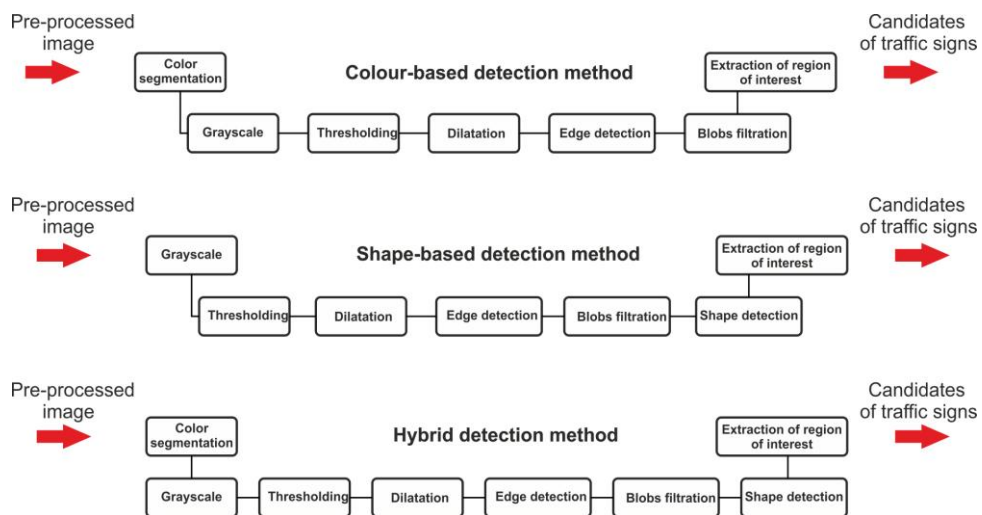 Pre-processed
image
Candidates
of traffic signs
Color
segmentation
Colour-based detection method
Extraction of region
of interest
Grayscale
Thresholding
Dilatation
Edge detection
Blobs filtration
Pre-processed
image
Candidates
of traffic signs
Grayscale
Shape-based detection method
Extraction of region
of interest
Thresholding
Dilatation
Edge detection
Blobs filtration
Shape detection
Pre-processed
image
Candidates
of traffic signs
Color
segmentation
Hybrid detection method
Extraction of region
of interest
Grayscale
Thresholding
Dilatation
Edge detection
Blobs filtration
Shape detection